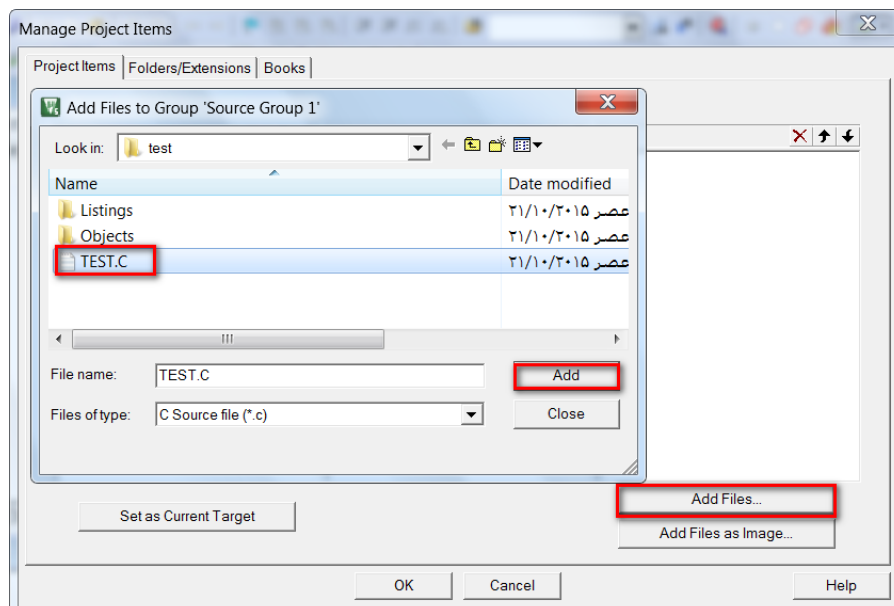 Manage Project Items
Project Items Folders/Extensions Books
Add Files to Group 'Source Group 1'
Look in: test
Name Date modified
Listings ۲۱/۱۰/۲۰۱۵ عصر
Objects ۲۱/۱۰/۲۰۱۵ عصر
TEST.C ۲۱/۱۰/۲۰۱۵ عصر
File name: TEST.C Add
Files of type: C Source file (*.c) Close
Add Files...
Set as Current Target
Add Files as Image...
OK Cancel Help